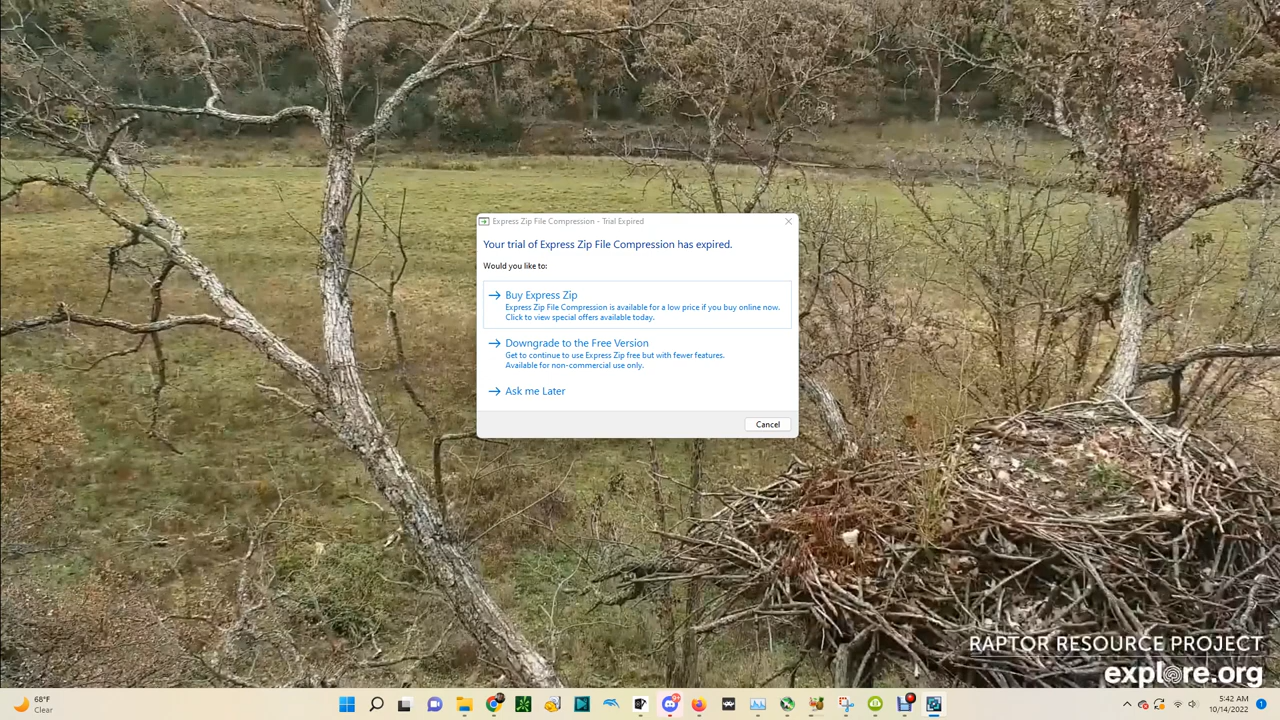 Express Zip File Compression - Trial Expired
Your trial of Express Zip File Compression has expired.
Would you like to:
Buy Express Zip
Express Zip File Compression is available for a low price if you buy online now.
Click to view special offers available today.
Downgrade to the Free Version
Get to continue to use Express Zip free but with fewer features.
Available for non-commercial use only.
Ask me Later
Cancel
RAPTOR RESOURCE PROJECT
explore.org
68°F
Clear
9+
5:42 AM
10/14/2022
1